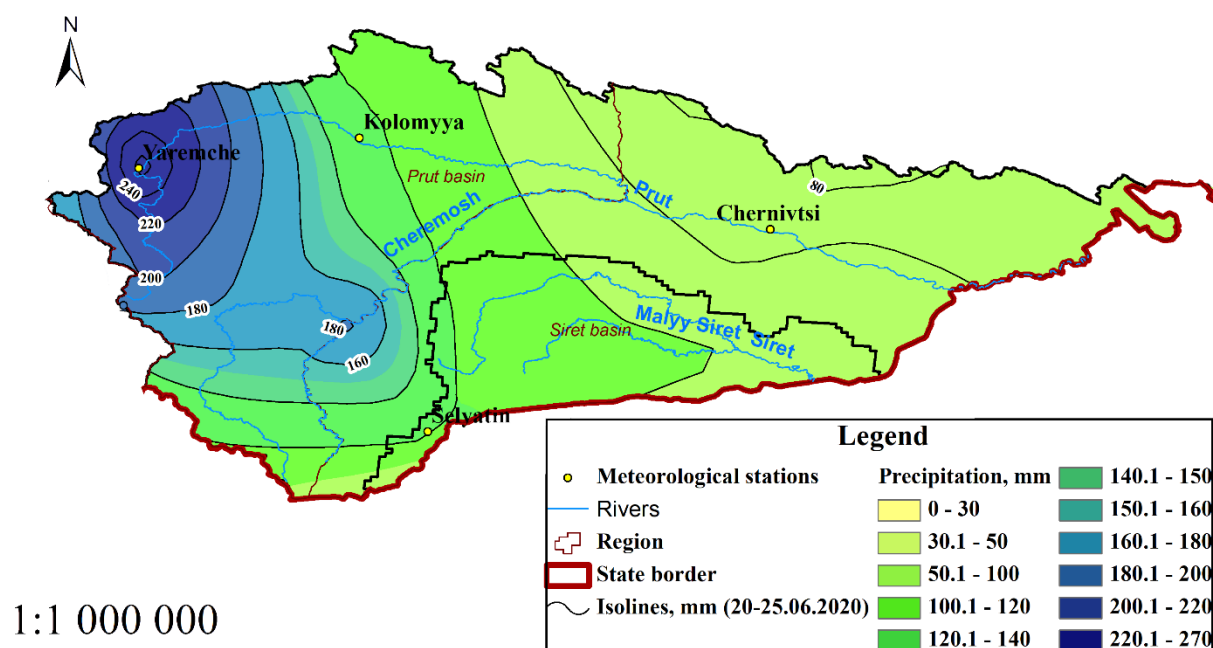 N
Yaremche
Kolomyya
Prut basin
240
220
200
180
180
160
80
Cheremosh
Prut
Chernivtsi
Siret basin
Malyy Siret Siret
Selyatin
1:1 000 000
Legend
Meteorological stations
Rivers
Region
State border
Isolines, mm (20-25.06.2020)
Precipitation, mm
0 - 30
30.1 - 50
50.1 - 100
100.1 - 120
120.1 - 140
140.1 - 150
150.1 - 160
160.1 - 180
180.1 - 200
200.1 - 220
220.1 - 270